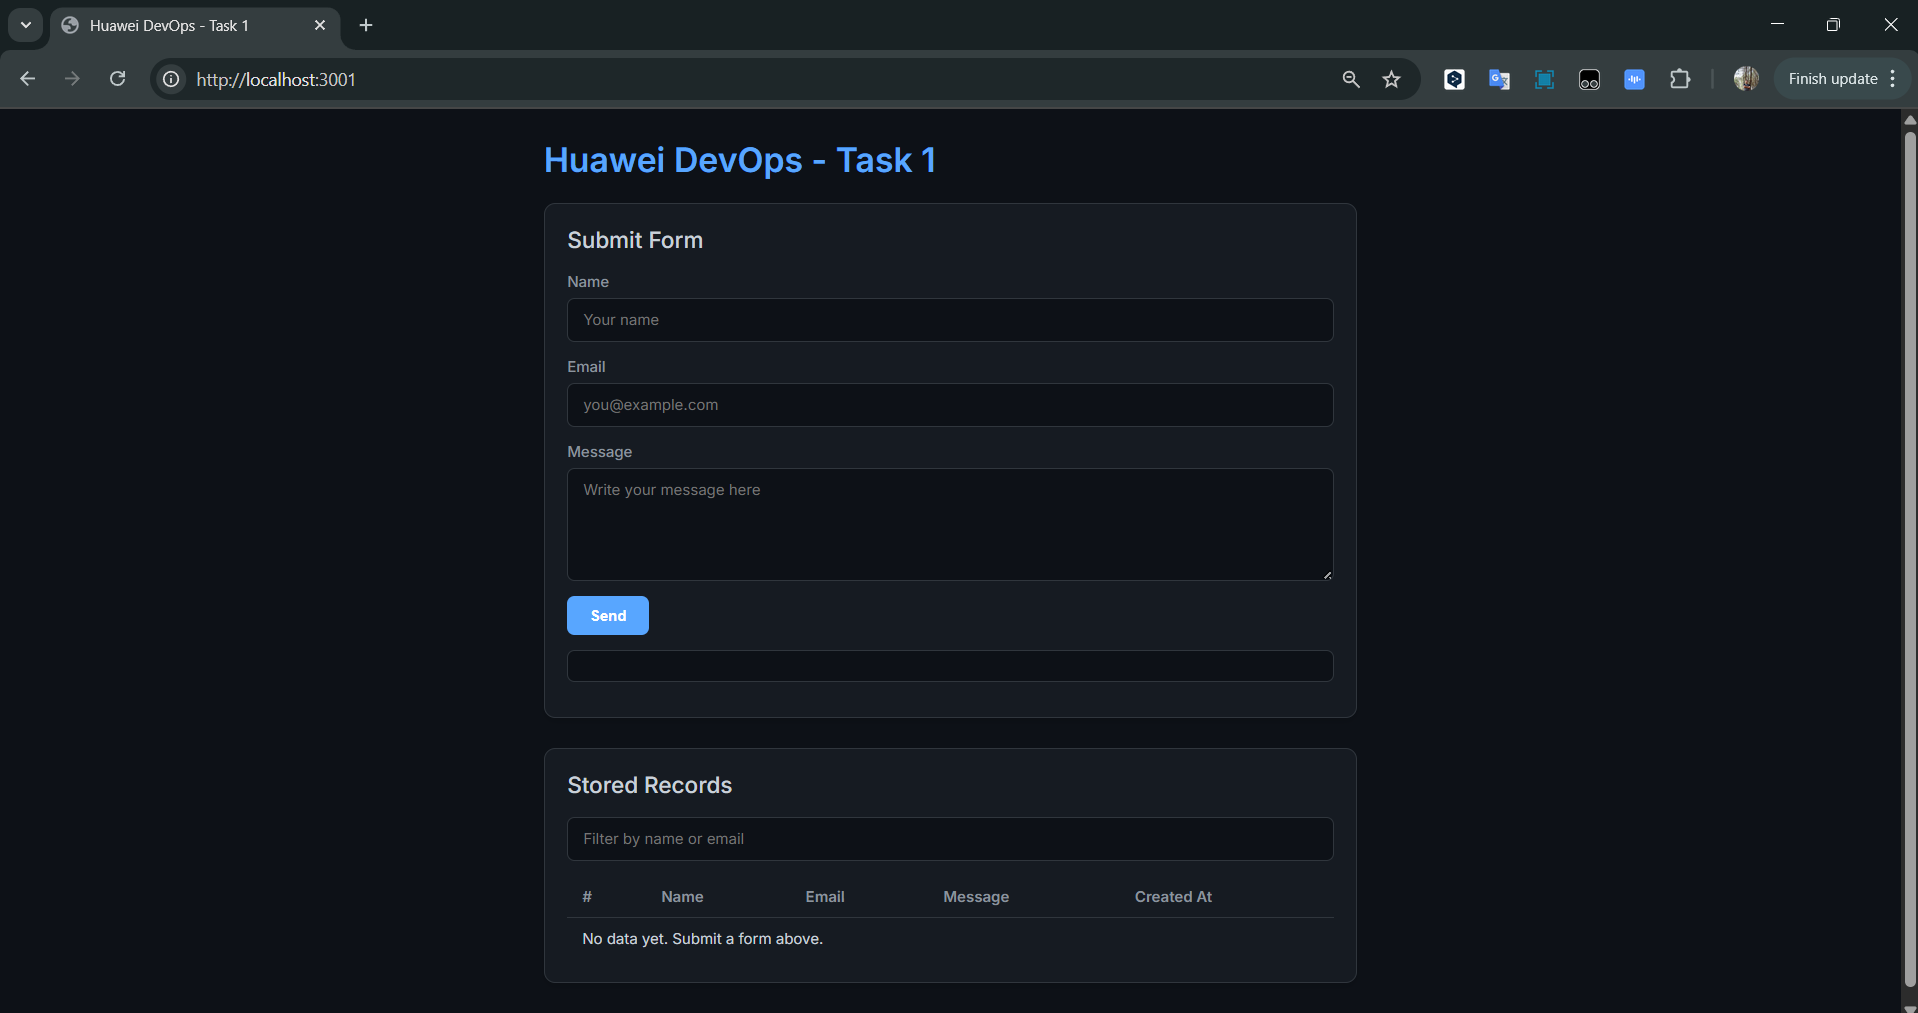 Huawei DevOps - Task 1
http://localhost:3001
Finish update
Huawei DevOps - Task 1
Submit Form
Name
Your name
Email
you@example.com
Message
Write your message here
Send
Stored Records
Filter by name or email
# Name Email Message Created At
No data yet. Submit a form above.